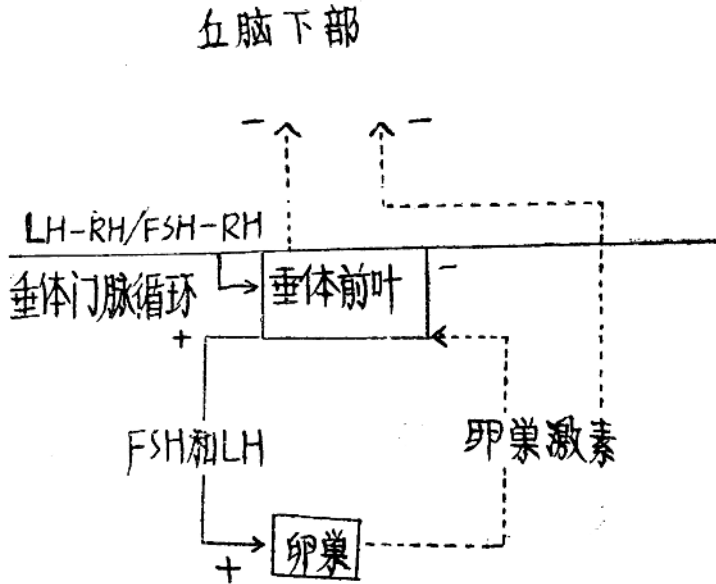 丘脑下部
- -
LH-RH/FSH-RH
垂体门脉循环
垂体前叶
-
+
FSH和LH
卵巢激素
+
卵巢